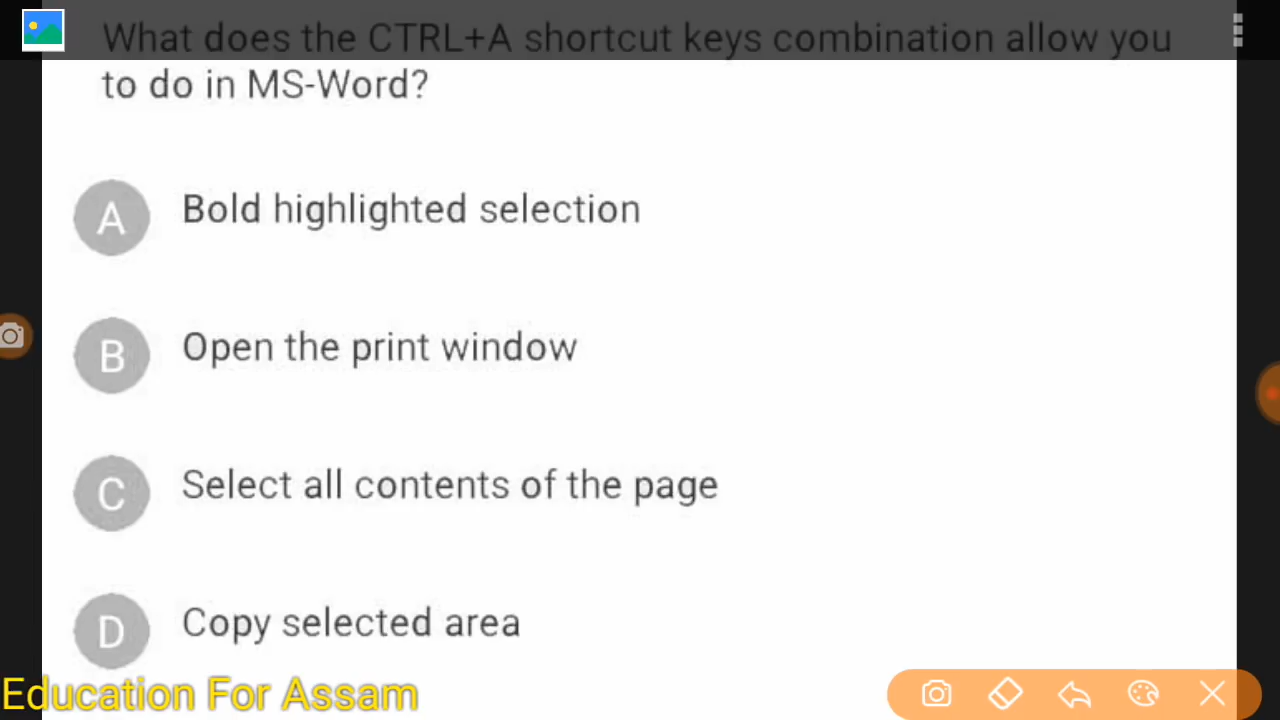 What does the CTRL+A shortcut keys combination allow you
to do in MS-Word?
A Bold highlighted selection
B Open the print window
C Select all contents of the page
D Copy selected area
Education For Assam